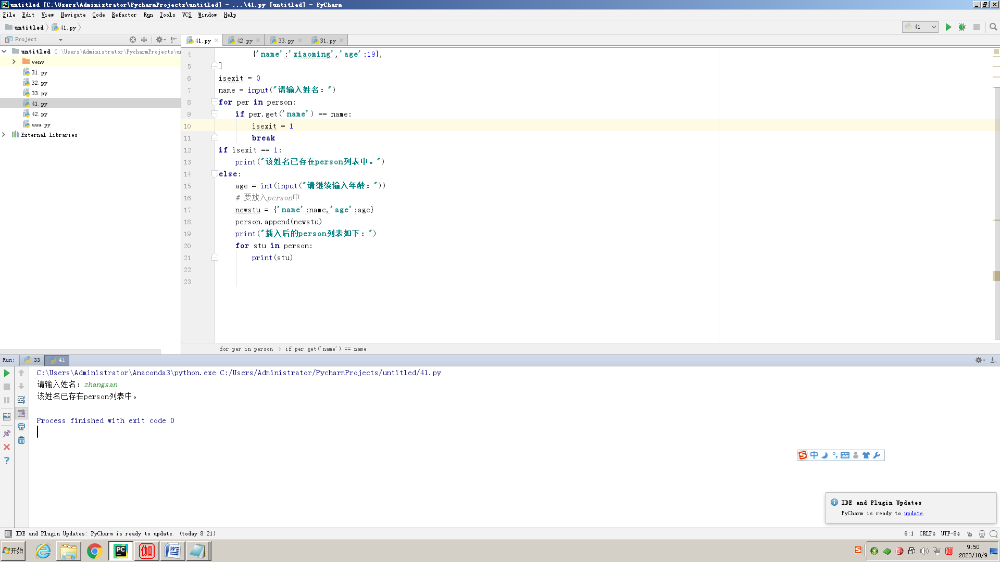 untitled [C:\Users\Administrator\PycharmProjects\untitled] - ...\41.py [untitled] - PyCharm
File Edit View Navigate Code Refactor Run Tools VCS Window Help
untitled 41.py 41
Project
41.py 42.py 33.py 31.py
untitled C:\Users\Administrator\PycharmProjects\u
venv
31.py
32.py
33.py
41.py
42.py
aaa.py
External Libraries
4 {'name':'xiaoming','age':19},
5 ]
6 isexit = 0
7 name = input("请输入姓名：")
8 for per in person:
9 if per.get('name') == name:
10 isexit = 1
11 break
12 if isexit == 1:
13 print("该姓名已存在person列表中。")
14 else:
15 age = int(input("请继续输入年龄："))
16 # 要放入person中
17 newstu = {'name':name,'age':age}
18 person.append(newstu)
19 print("插入后的person列表如下：")
20 for stu in person:
21 print(stu)
22
23
for per in person › if per.get('name') == name
Run: 33 41
C:\Users\Administrator\Anaconda3\python.exe C:/Users/Administrator/PycharmProjects/untitled/41.py
请输入姓名：zhangsan
该姓名已存在person列表中。
Process finished with exit code 0
中
IDE and Plugin Updates
PyCharm is ready to update.
IDE and Plugin Updates: PyCharm is ready to update. (today 8:21)
6:1 CRLF UTF-8
开始
PC
伽
9:50
2020/10/9